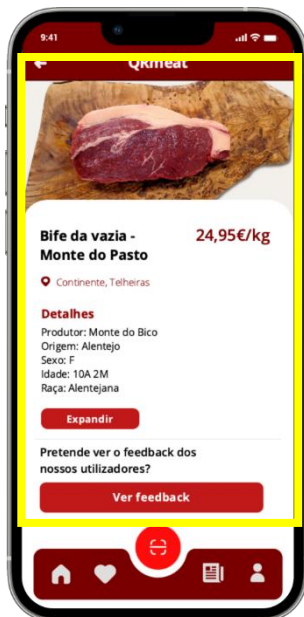 9:41
QRmeat
Bife da vazia -
Monte do Pasto
24,95€/kg
Continente, Telheiras
Detalhes
Produtor: Monte do Bico
Origem: Alentejo
Sexo: F
Idade: 10A 2M
Raça: Alentejana
Expandir
Pretende ver o feedback dos
nossos utilizadores?
Ver feedback